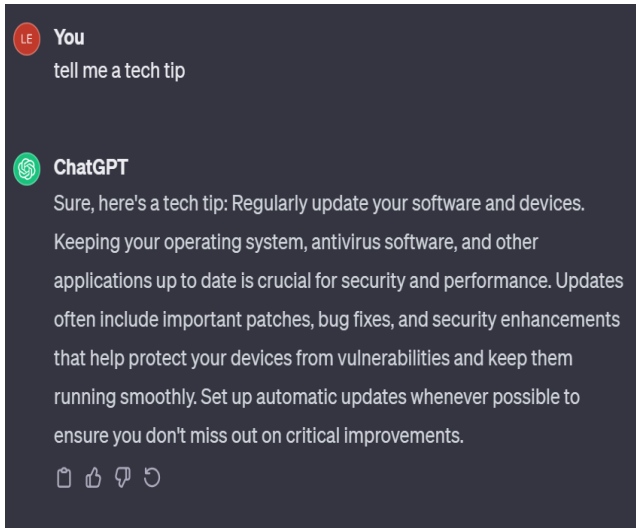 LE
You
tell me a tech tip
ChatGPT
Sure, here's a tech tip: Regularly update your software and devices.
Keeping your operating system, antivirus software, and other
applications up to date is crucial for security and performance. Updates
often include important patches, bug fixes, and security enhancements
that help protect your devices from vulnerabilities and keep them
running smoothly. Set up automatic updates whenever possible to
ensure you don't miss out on critical improvements.